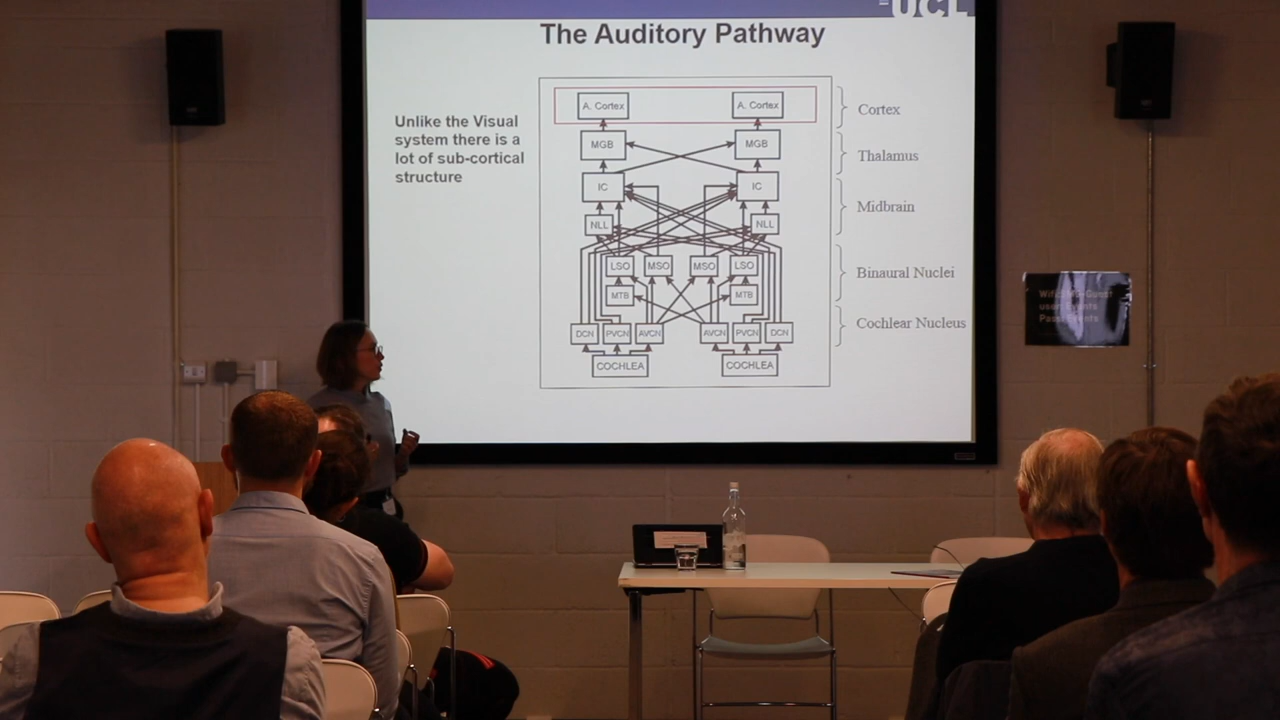 UCL
The Auditory Pathway
Unlike the Visual
system there is a
lot of sub-cortical
structure
A. Cortex A. Cortex
Cortex
MGB MGB
Thalamus
IC IC
Midbrain
NLL NLL
LSO MSO MSO LSO
Binaural Nuclei
MTB MTB
DCN PVCN AVCN AVCN PVCN DCN
Cochlear Nucleus
COCHLEA COCHLEA